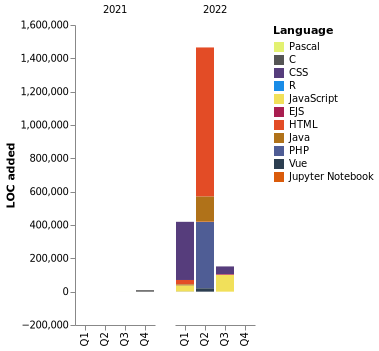 2021 2022
1,600,000
1,400,000
1,200,000
1,000,000
800,000
600,000
400,000
200,000
0
−200,000
LOC added
Q1 Q2 Q3 Q4 Q1 Q2 Q3 Q4
Language
Pascal
C
CSS
R
JavaScript
EJS
HTML
Java
PHP
Vue
Jupyter Notebook